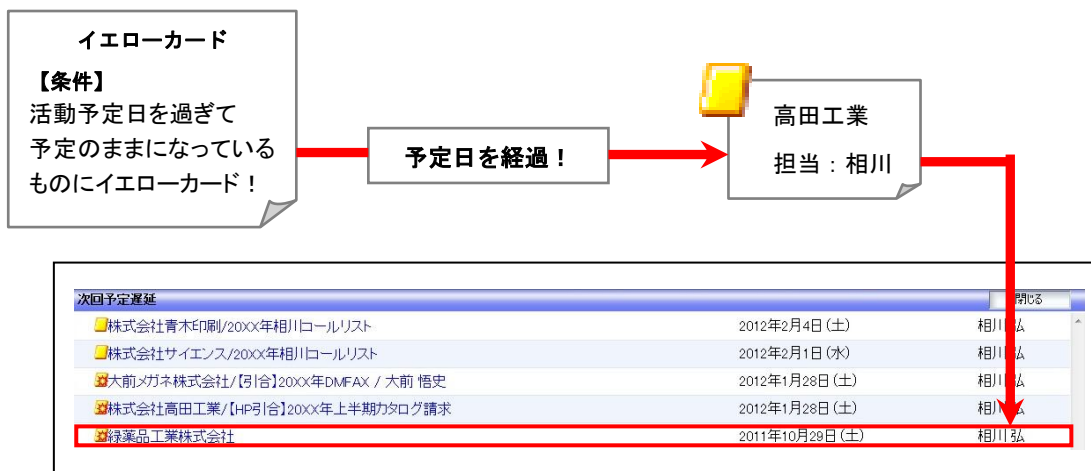 イエローカード
【条件】
活動予定日を過ぎて
予定のままになっている
ものにイエローカード！
予定日を経過！
高田工業
担当：相川
次回予定遅延 閉じる
株式会社青木印刷/20XX年相川コールリスト 2012年2月4日(土) 相川 弘
株式会社サイエンス/20XX年相川コールリスト 2012年2月1日(水) 相川 弘
大前メガネ株式会社/【引合】20XX年DMFAX / 大前 悟史 2012年1月28日(土) 相川 弘
株式会社高田工業/【HP引合】20XX年上半期カタログ請求 2012年1月28日(土) 相川 弘
緑薬品工業株式会社 2011年10月29日(土) 相川 弘